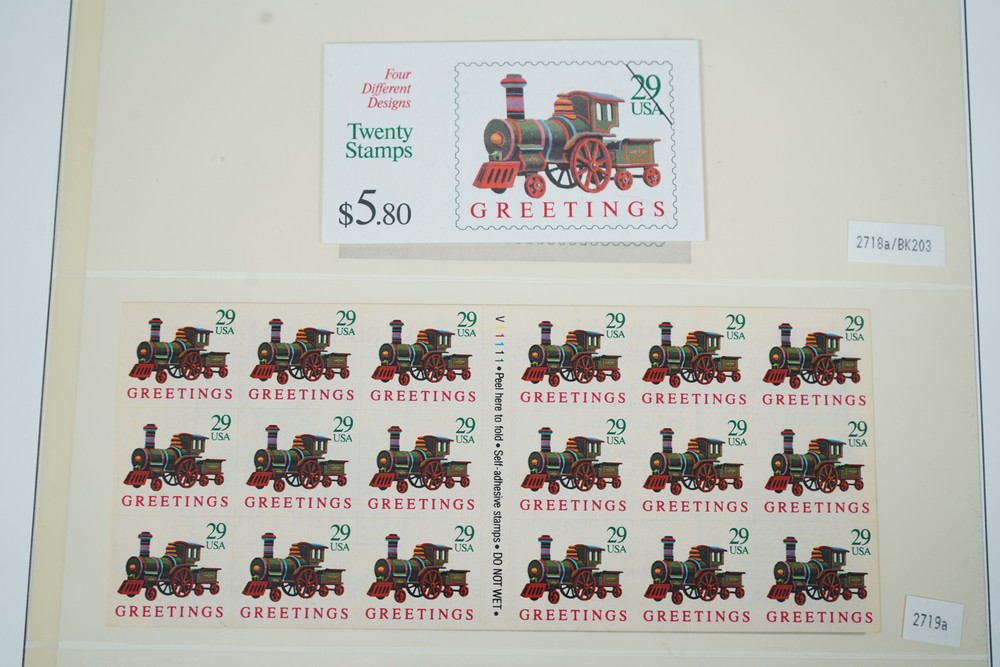 Four
Different
Designs
Twenty
Stamps
$5.80
29
USA
GREETINGS
2718a/BK203
29
USA
GREETINGS
29
USA
GREETINGS
29
USA
GREETINGS
V11111 • Peel here to fold • Self-adhesive stamps • DO NOT WET •
29
USA
GREETINGS
29
USA
GREETINGS
29
USA
GREETINGS
29
USA
GREETINGS
29
USA
GREETINGS
29
USA
GREETINGS
29
USA
GREETINGS
29
USA
GREETINGS
29
USA
GREETINGS
29
USA
GREETINGS
29
USA
GREETINGS
29
USA
GREETINGS
29
USA
GREETINGS
29
USA
GREETINGS
29
USA
GREETINGS
2719a